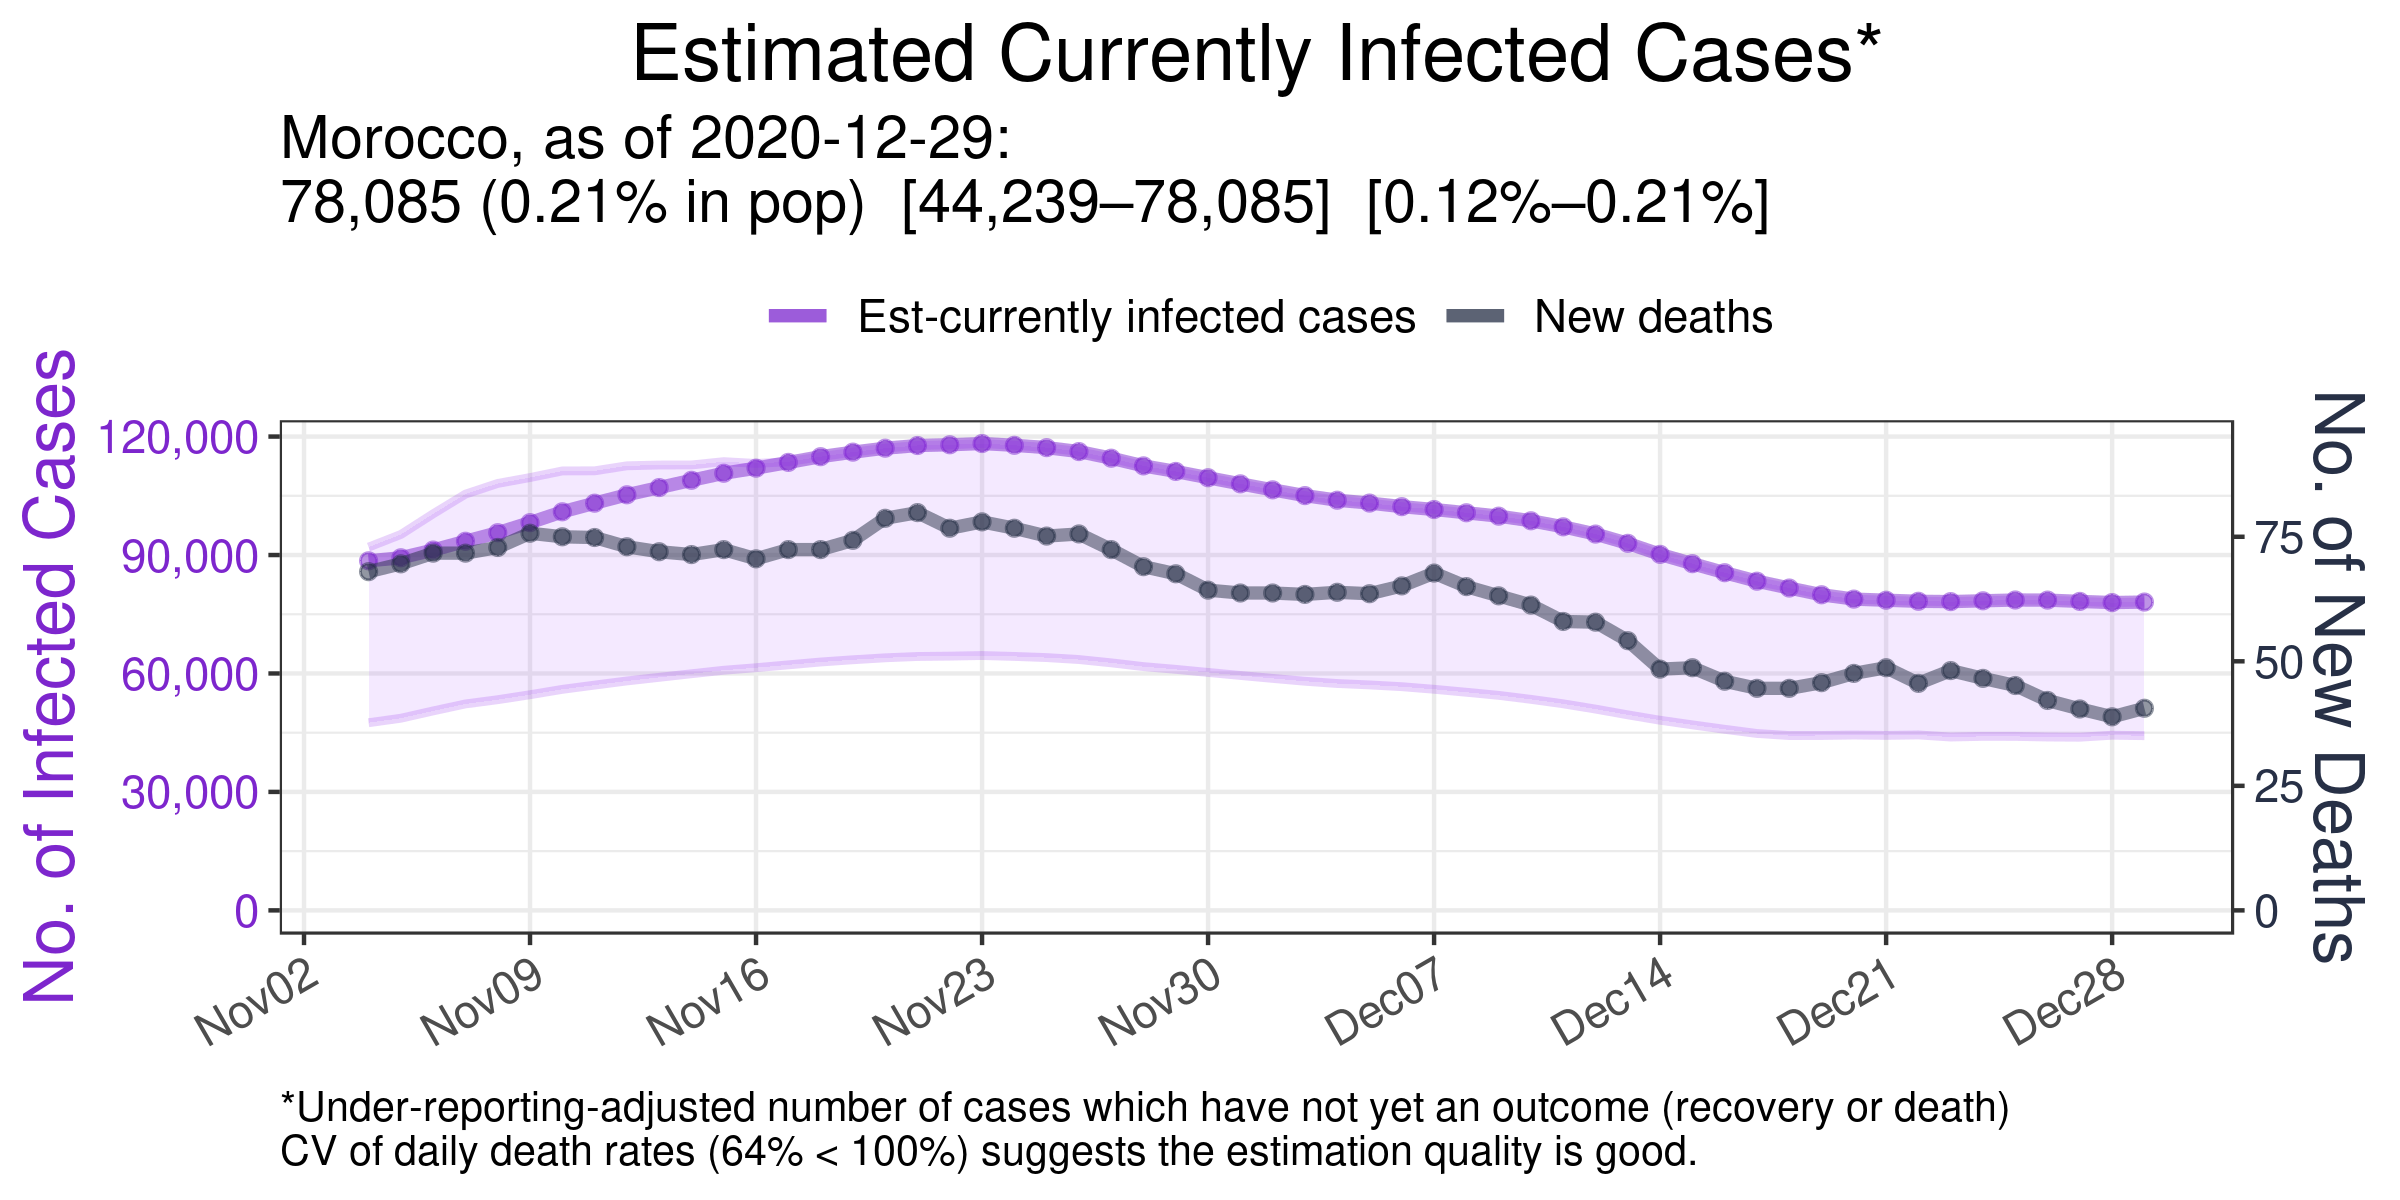 Estimated Currently Infected Cases*
Morocco, as of 2020-12-29:
78,085 (0.21% in pop)  [44,239–78,085]  [0.12%–0.21%]
Est-currently infected cases
New deaths
No. of Infected Cases
120,000
90,000
60,000
30,000
0
No. of New Deaths
75
50
25
0
Nov02
Nov09
Nov16
Nov23
Nov30
Dec07
Dec14
Dec21
Dec28
*Under-reporting-adjusted number of cases which have not yet an outcome (recovery or death)
CV of daily death rates (64% < 100%) suggests the estimation quality is good.